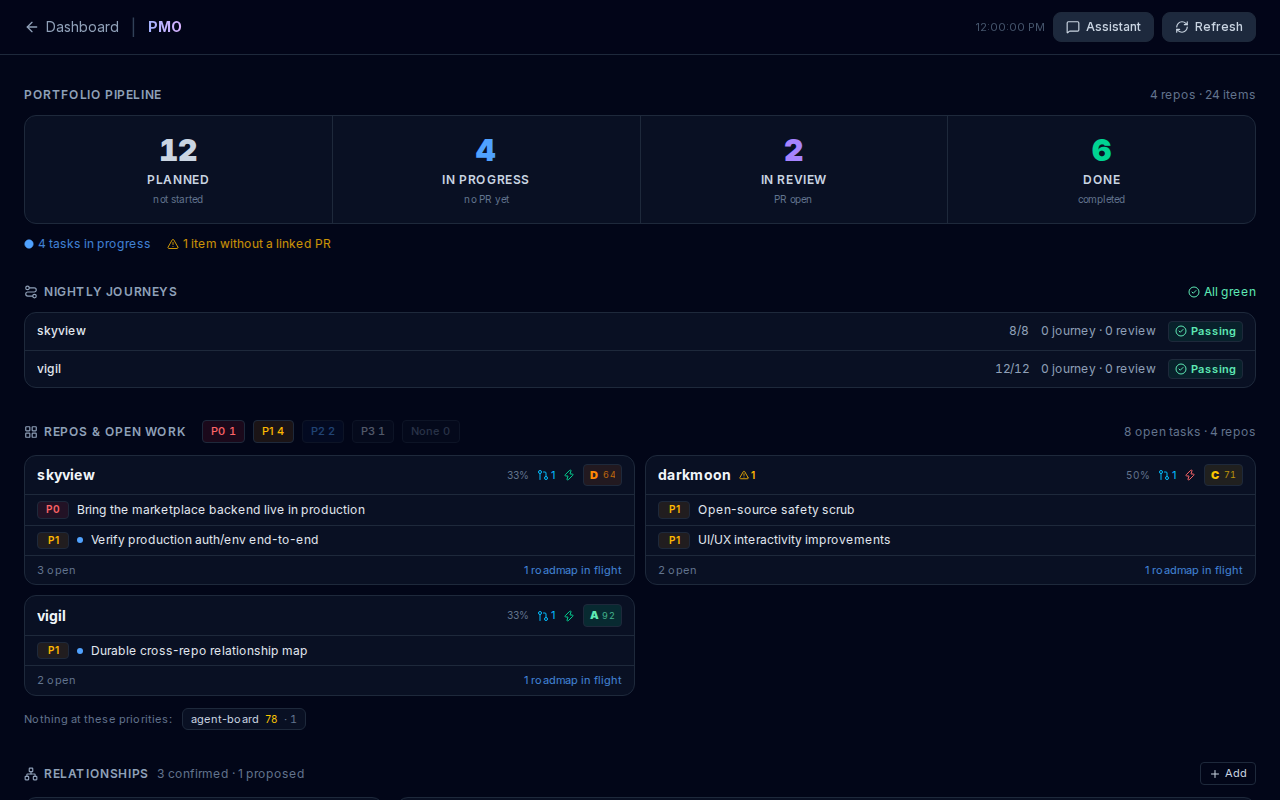 Dashboard PMO 12:00:00 PM Assistant Refresh
PORTFOLIO PIPELINE 4 repos · 24 items
12 4 2 6
PLANNED IN PROGRESS IN REVIEW DONE
not started no PR yet PR open completed
4 tasks in progress 1 item without a linked PR
NIGHTLY JOURNEYS All green
skyview 8/8 0 journey · 0 review Passing
vigil 12/12 0 journey · 0 review Passing
REPOS & OPEN WORK P0 1 P1 4 P2 2 P3 1 None 0 8 open tasks · 4 repos
skyview 33% 1 D 64
P0 Bring the marketplace backend live in production
P1 Verify production auth/env end-to-end
3 open 1 roadmap in flight
darkmoon 1 50% 1 C 71
P1 Open-source safety scrub
P1 UI/UX interactivity improvements
2 open 1 roadmap in flight
vigil 33% 1 A 92
P1 Durable cross-repo relationship map
2 open 1 roadmap in flight
Nothing at these priorities: agent-board 78 · 1
RELATIONSHIPS 3 confirmed · 1 proposed + Add